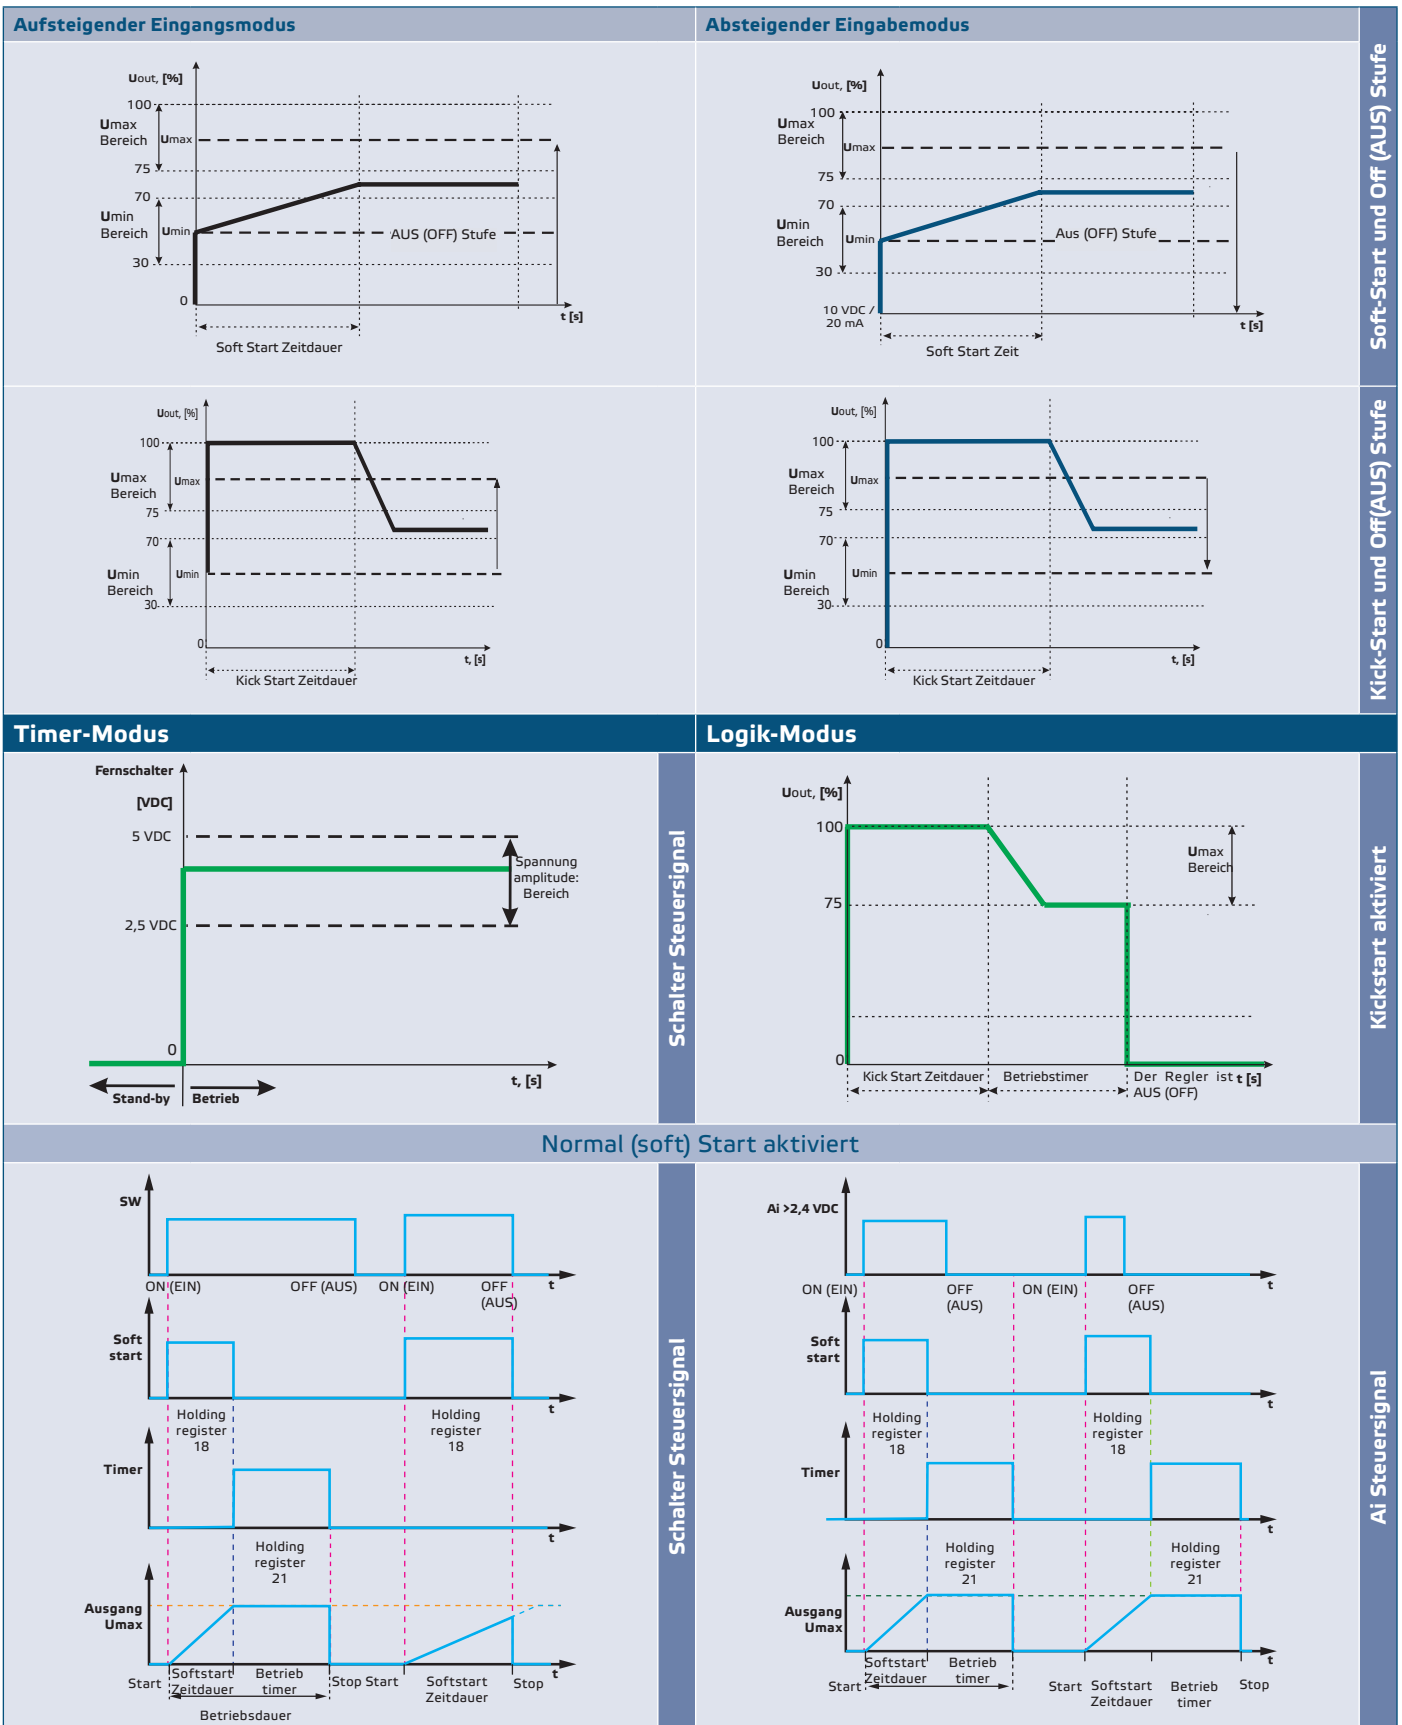 Aufsteigender Eingangsmodus
Absteigender Eingabemodus
Soft-Start und Off (AUS) Stufe
Uout, [%]
100
Umax
Bereich
Umax
75
70
Umin
Bereich
Umin
AUS (OFF) Stufe
30
0
t [s]
Soft Start Zeitdauer
Uout, [%]
100
Umax
Bereich
Umax
75
70
Umin
Bereich
Umin
Aus (OFF) Stufe
30
10 VDC /
20 mA
t [s]
Soft Start Zeit
Kick-Start und Off(AUS) Stufe
Uout, [%]
100
Umax
Bereich
Umax
75
70
Umin
Bereich
Umin
30
0
t, [s]
Kick Start Zeitdauer
Uout, [%]
100
Umax
Bereich
Umax
75
70
Umin
Bereich
Umin
30
0
t, [s]
Kick Start Zeitdauer
Timer-Modus
Logik-Modus
Fernschalter
[VDC]
5 VDC
Spannung
amplitude:
Bereich
2,5 VDC
0
t, [s]
Stand-by
Betrieb
Schalter Steuersignal
Uout, [%]
100
Umax
Bereich
75
0
Kick Start Zeitdauer
Betriebstimer
Der Regler ist
AUS (OFF)
t [s]
Kickstart aktiviert
Normal (soft) Start aktiviert
SW
ON (EIN)
OFF (AUS)
ON (EIN)
OFF
(AUS)
t
Soft
start
t
Holding
register
18
Holding
register
18
Timer
t
Holding
register
21
Ausgang
Umax
t
Start
Softstart
Zeitdauer
Betrieb
timer
Stop
Start
Softstart
Zeitdauer
Stop
Betriebsdauer
Schalter Steuersignal
Ai >2,4 VDC
t
ON (EIN)
OFF
(AUS)
ON (EIN)
OFF
(AUS)
Soft
start
t
Holding
register
18
Holding
register
18
Timer
t
Holding
register
21
Holding
register
21
Ausgang
Umax
t
Start
Softstart
Zeitdauer
Betrieb
timer
Start
Softstart
Zeitdauer
Betrieb
timer
Stop
Ai Steuersignal